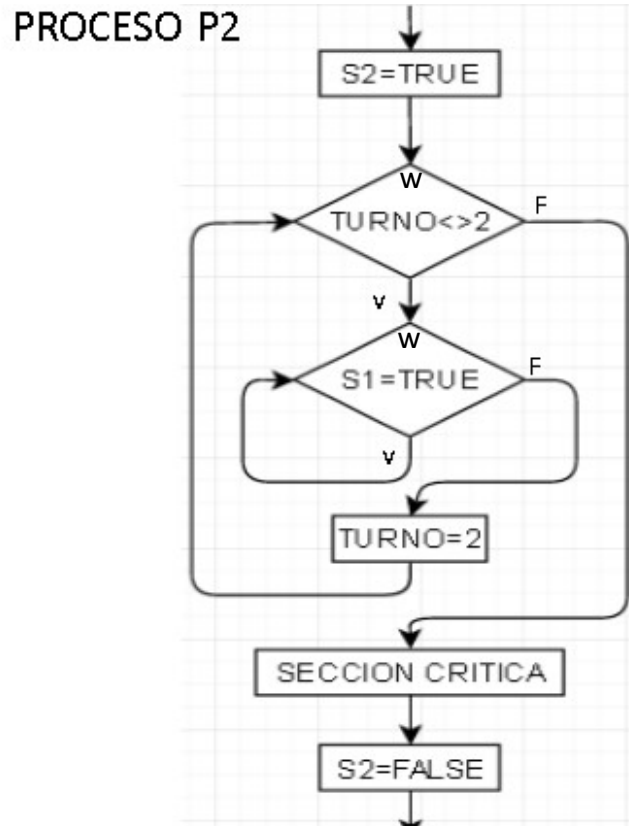 PROCESO P2
S2=TRUE
W
TURNO<>2
F
v
W
S1=TRUE
F
v
TURNO=2
SECCION CRITICA
S2=FALSE